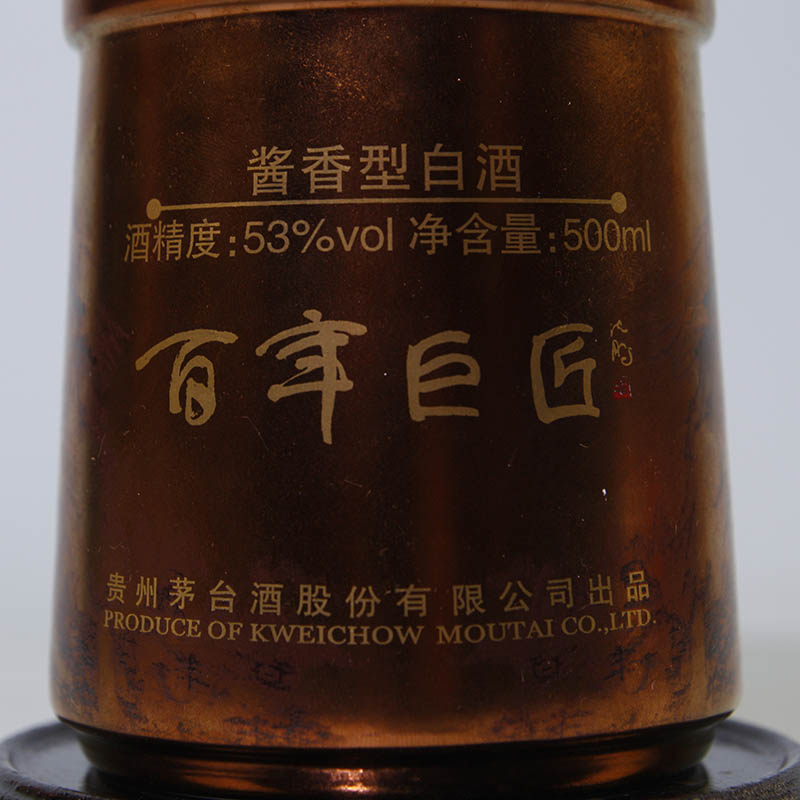 酱香型白酒
酒精度:53%vol 净含量:500ml
百年巨匠
贵州茅台酒股份有限公司出品
PRODUCE OF KWEICHOW MOUTAI CO.,LTD.